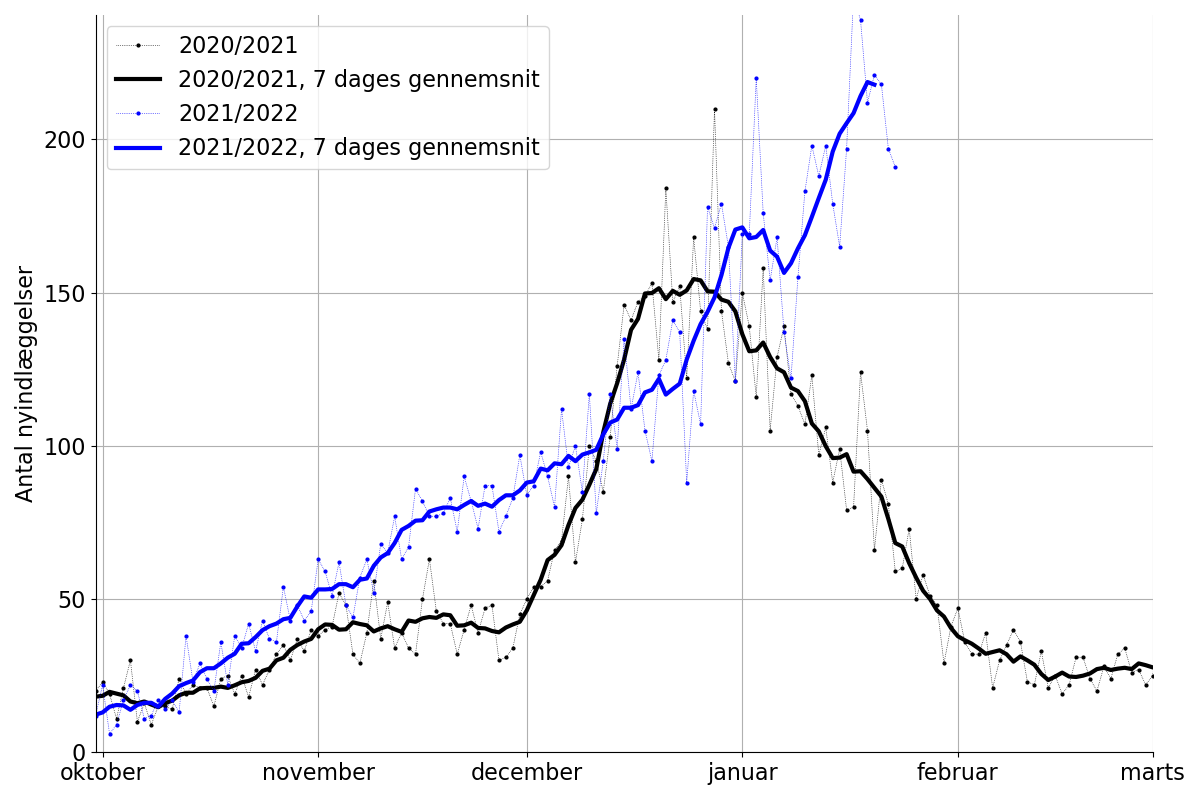 2020/2021
2020/2021, 7 dages gennemsnit
2021/2022
2021/2022, 7 dages gennemsnit
Antal nyindlæggelser
200
150
100
50
0
oktober november december januar februar marts